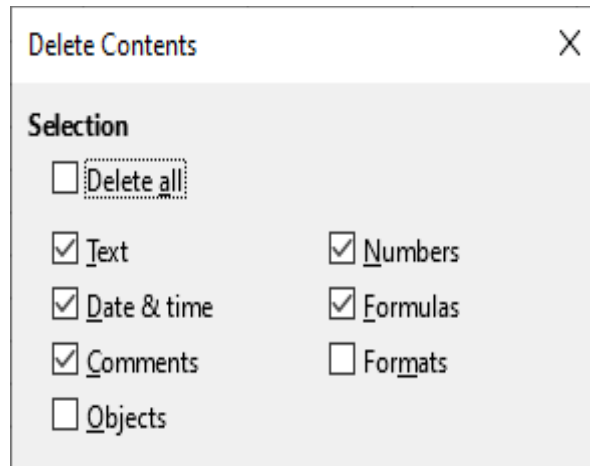 Delete Contents
Selection
Delete all
Text
Numbers
Date & time
Formulas
Comments
Formats
Objects